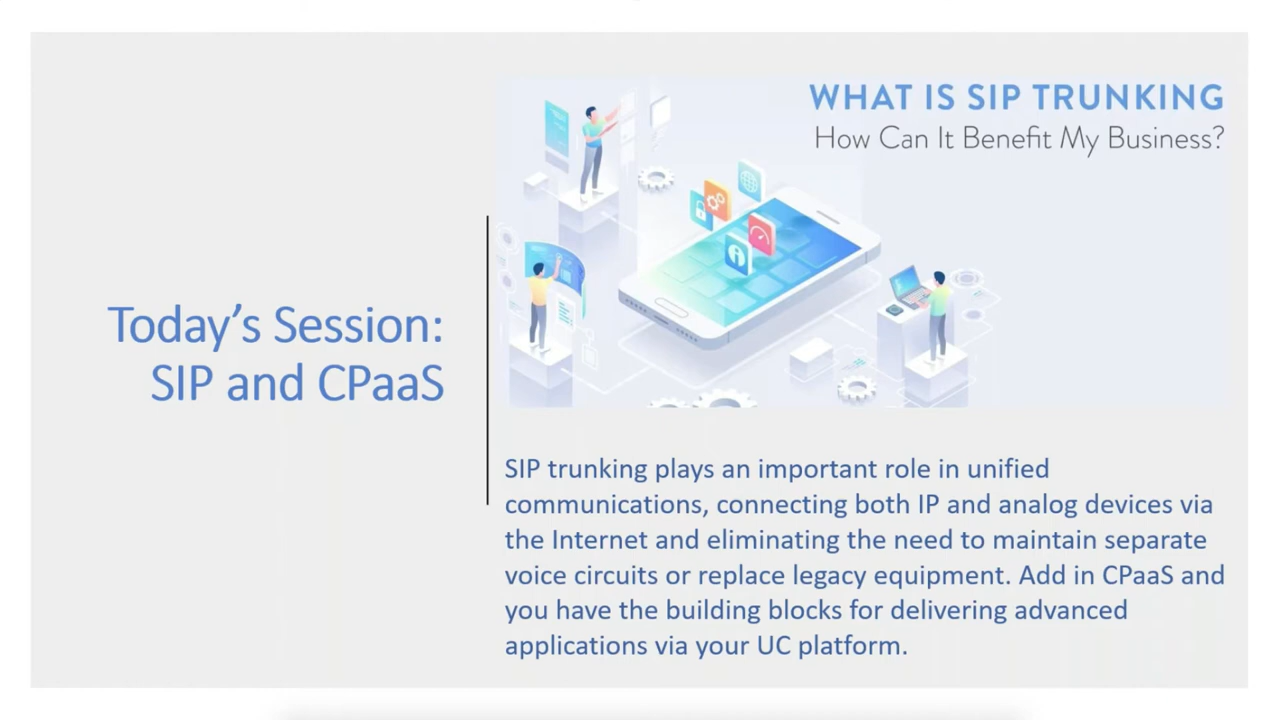 WHAT IS SIP TRUNKING
How Can It Benefit My Business?
Today’s Session:
SIP and CPaaS
SIP trunking plays an important role in unified
communications, connecting both IP and analog devices via
the Internet and eliminating the need to maintain separate
voice circuits or replace legacy equipment. Add in CPaaS and
you have the building blocks for delivering advanced
applications via your UC platform.